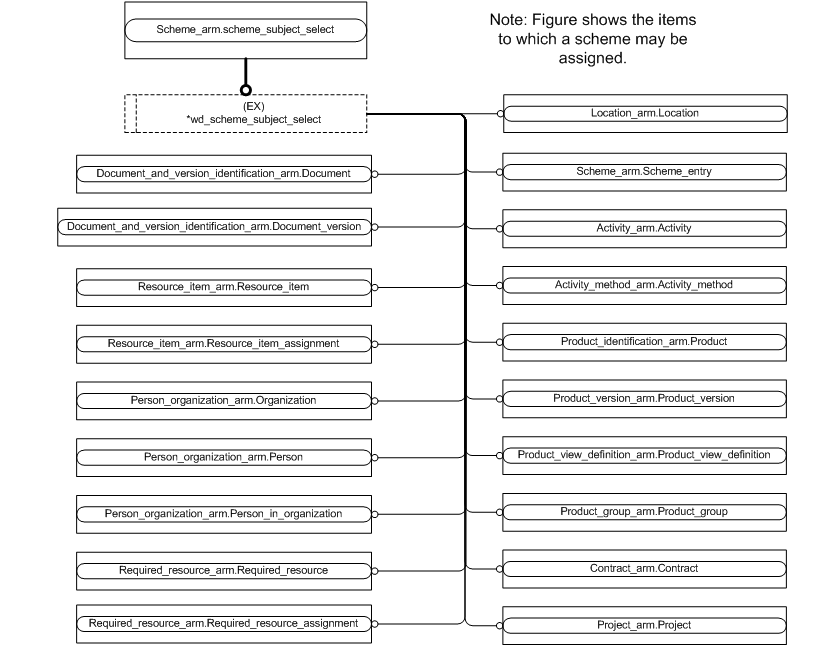 Scheme_arm.scheme_subject_select
Note: Figure shows the items
to which a scheme may be
assigned.
(EX)
*wd_scheme_subject_select
Location_arm.Location
Document_and_version_identification_arm.Document
Scheme_arm.Scheme_entry
Document_and_version_identification_arm.Document_version
Activity_arm.Activity
Resource_item_arm.Resource_item
Activity_method_arm.Activity_method
Resource_item_arm.Resource_item_assignment
Product_identification_arm.Product
Person_organization_arm.Organization
Product_version_arm.Product_version
Person_organization_arm.Person
Product_view_definition_arm.Product_view_definition
Person_organization_arm.Person_in_organization
Product_group_arm.Product_group
Required_resource_arm.Required_resource
Contract_arm.Contract
Required_resource_arm.Required_resource_assignment
Project_arm.Project